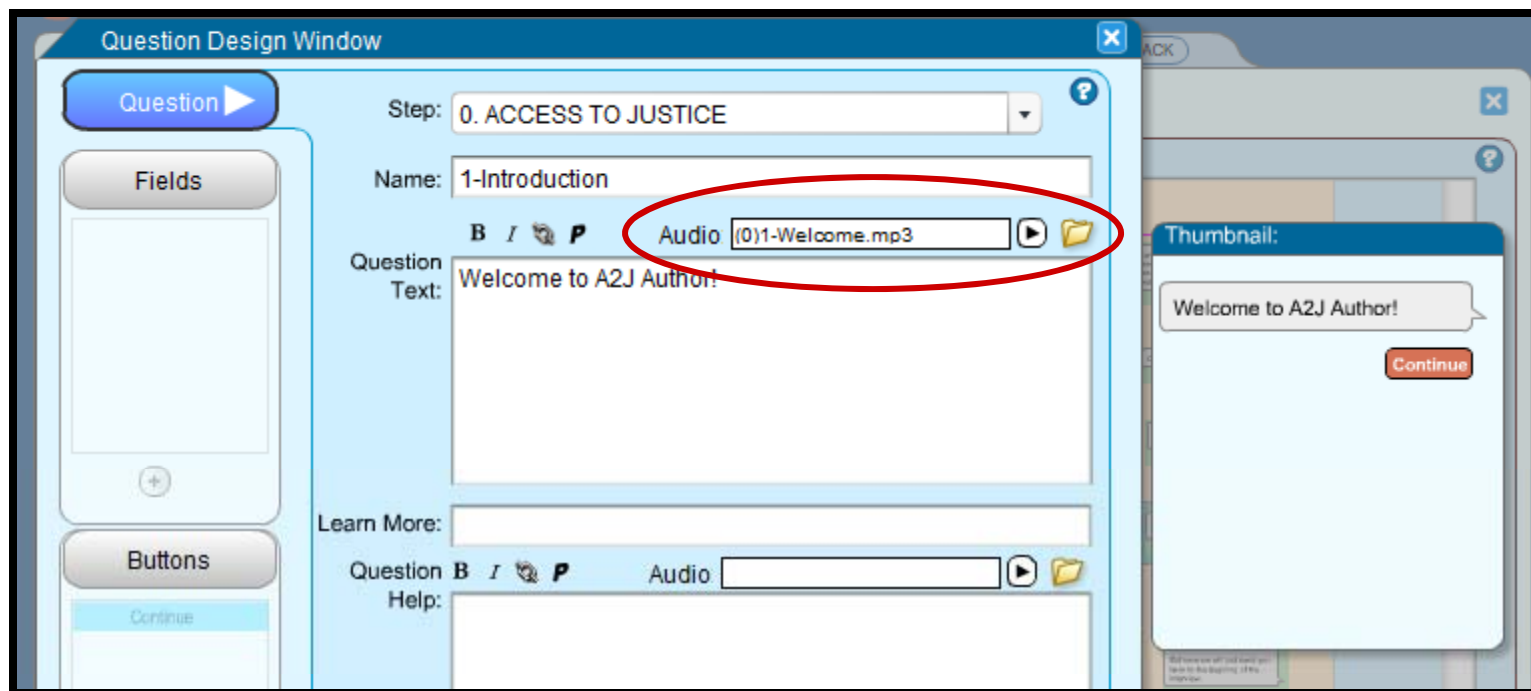 Question Design Window
ACK
Question
Step: 0. ACCESS TO JUSTICE
Fields
Name: 1-Introduction
B I P Audio (0)1-Welcome.mp3
Question Text: Welcome to A2J Author!
Learn More:
Buttons
Continue
Question Help: B I P Audio
Thumbnail:
Welcome to A2J Author!
Continue